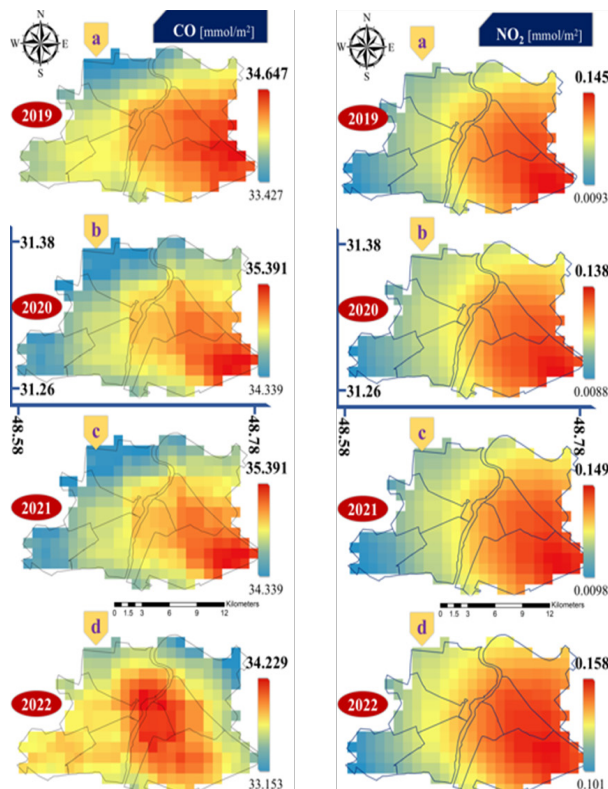 CO [mmol/m²]
N
W E
S
a
2019
34.647
33.427
b
31.38
2020
35.391
31.26
34.339
48.58
48.78
c
2021
35.391
34.339
Kilometers
0 1.5 3 6 9 12
d
2022
34.229
33.153
NO₂ [mmol/m²]
N
W E
S
a
2019
0.145
0.0093
b
31.38
2020
0.138
31.26
0.0088
48.58
48.78
c
2021
0.149
0.0098
Kilometers
0 1.5 3 6 9 12
d
2022
0.158
0.101